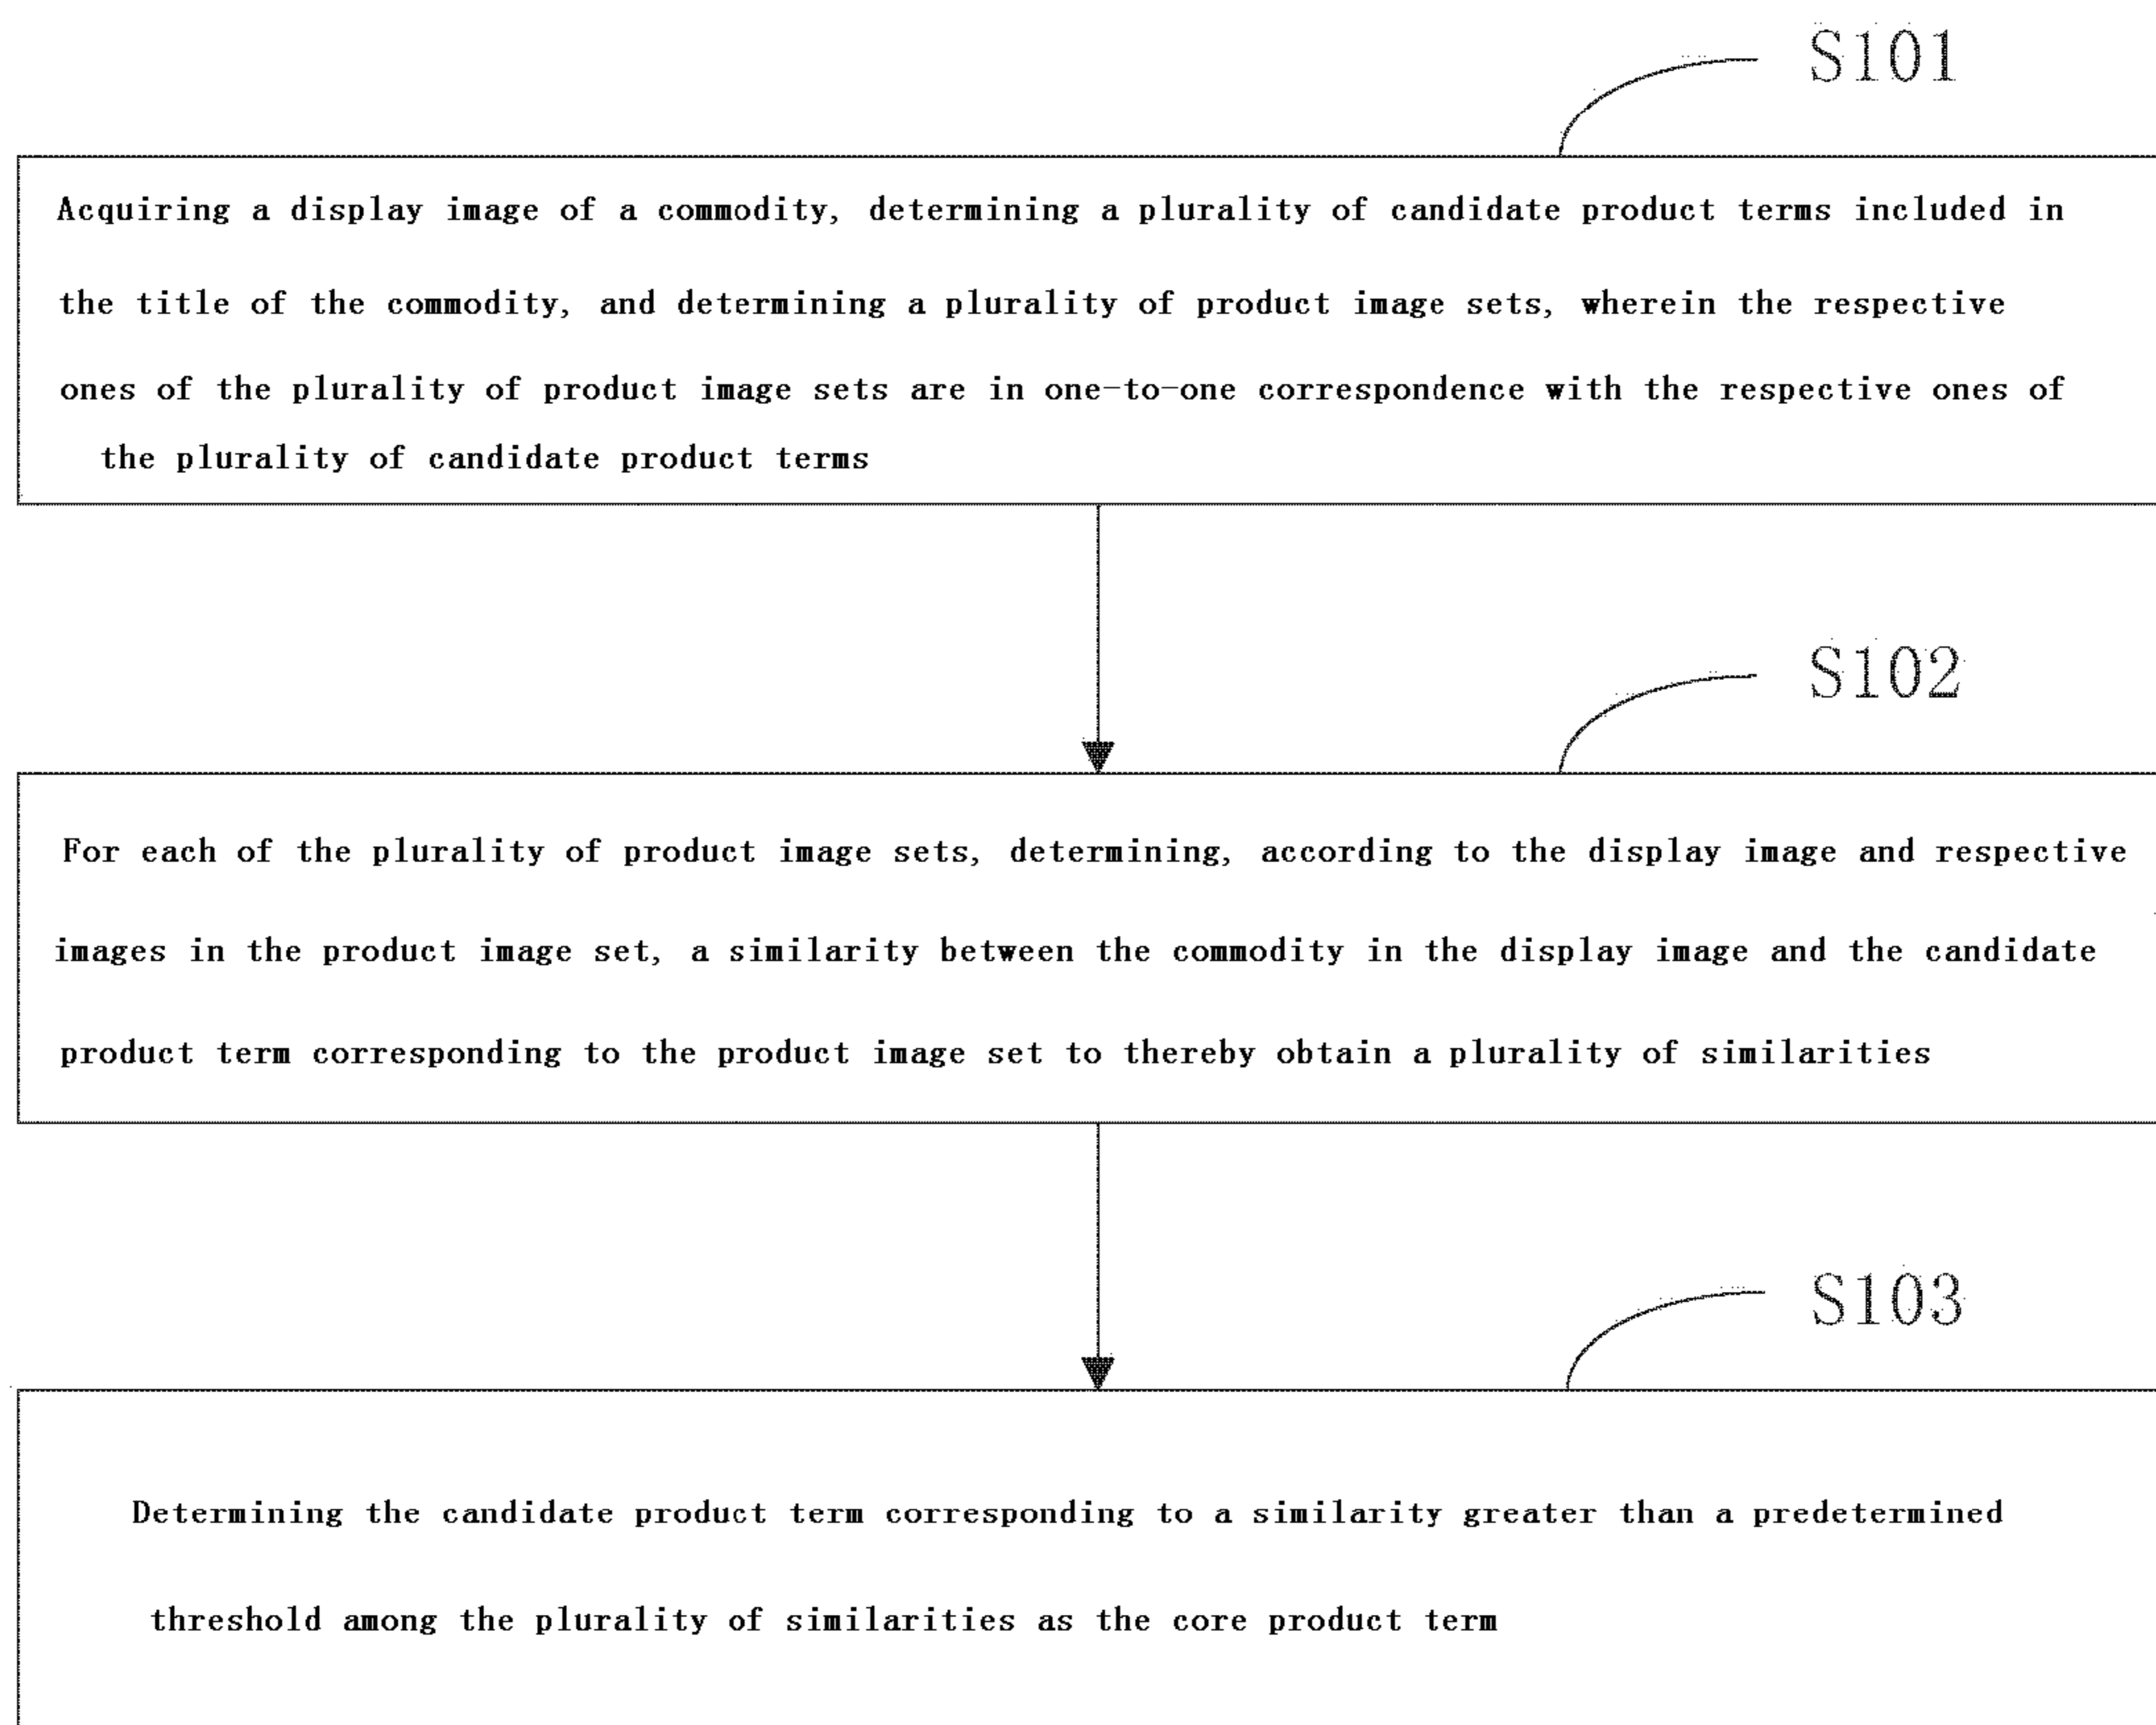 S101
Acquiring a display image of a commodity, determining a plurality of candidate product terms included in
the title of the commodity, and determining a plurality of product image sets, wherein the respective
ones of the plurality of product image sets are in one-to-one correspondence with the respective ones of
the plurality of candidate product terms
S102
For each of the plurality of product image sets, determining, according to the display image and respective
images in the product image set, a similarity between the commodity in the display image and the candidate
product term corresponding to the product image set to thereby obtain a plurality of similarities
S103
Determining the candidate product term corresponding to a similarity greater than a predetermined
threshold among the plurality of similarities as the core product term